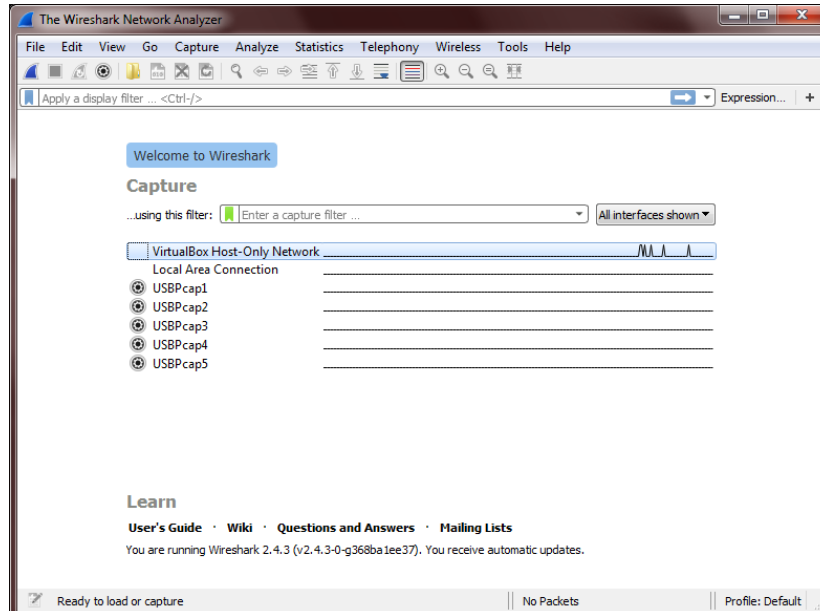 The Wireshark Network Analyzer
File Edit View Go Capture Analyze Statistics Telephony Wireless Tools Help
Apply a display filter ... <Ctrl-/> Expression... +
Welcome to Wireshark
Capture
...using this filter: Enter a capture filter ... All interfaces shown
VirtualBox Host-Only Network
Local Area Connection
USBPcap1
USBPcap2
USBPcap3
USBPcap4
USBPcap5
Learn
User's Guide · Wiki · Questions and Answers · Mailing Lists
You are running Wireshark 2.4.3 (v2.4.3-0-g368ba1ee37). You receive automatic updates.
Ready to load or capture No Packets Profile: Default